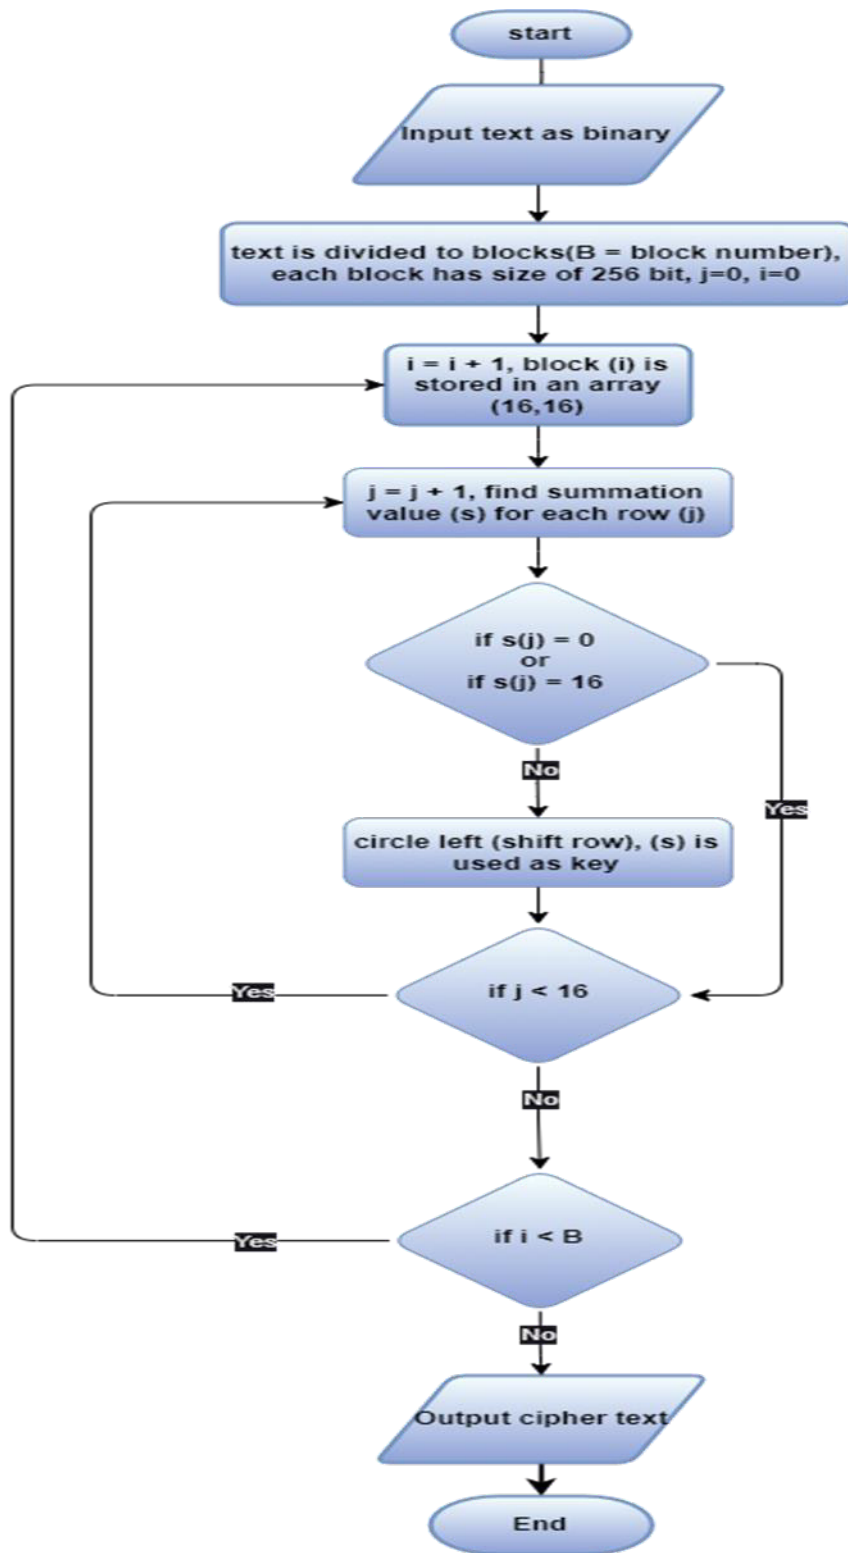 start
Input text as binary
text is divided to blocks(B = block number),
each block has size of 256 bit, j=0, i=0
i = i + 1, block (i) is
stored in an array
(16,16)
j = j + 1, find summation
value (s) for each row (j)
if s(j) = 0
or
if s(j) = 16
No
Yes
circle left (shift row), (s) is
used as key
if j < 16
Yes
No
if i < B
Yes
No
Output cipher text
End